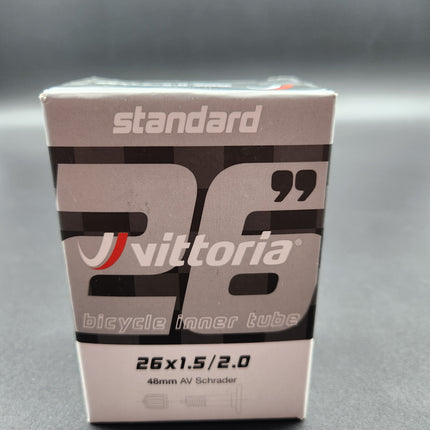 standard
26”
vittoria®
bicycle inner tube
26x1.5/2.0
48mm AV Schrader